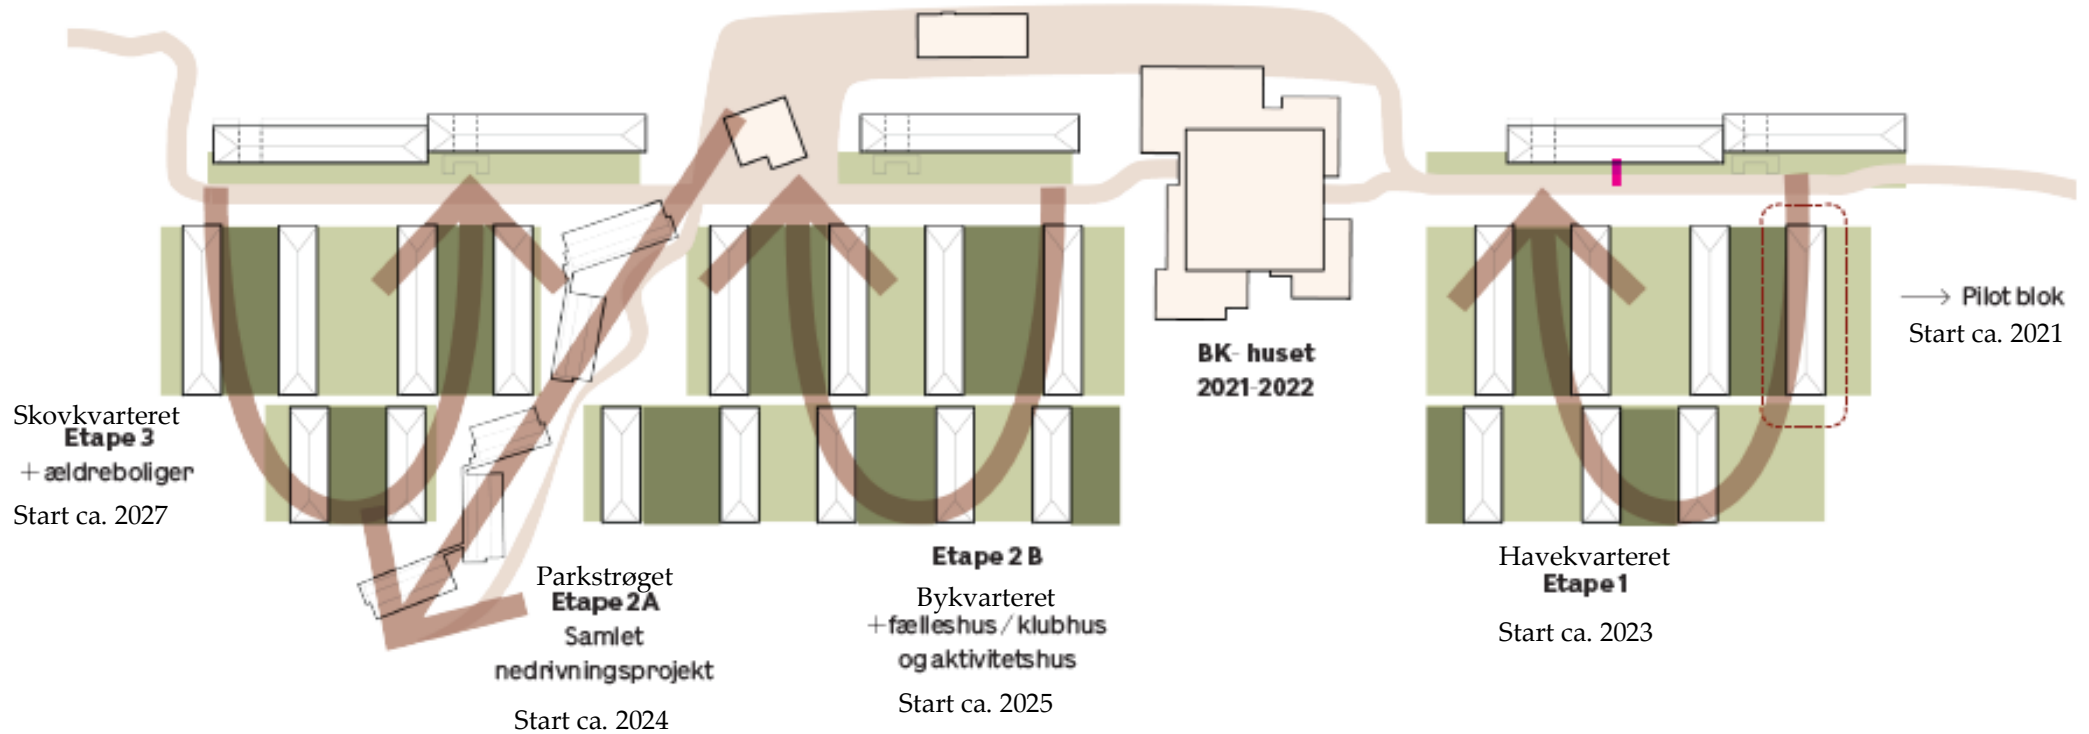 Skovkvarteret
Etape 3
+ ældreboliger
Start ca. 2027
Parkstrøget
Etape 2A
Samlet
nedrivningsprojekt
Start ca. 2024
Etape 2 B
Bykvarteret
+ fælleshus / klubhus
og aktivitetshus
Start ca. 2025
BK- huset
2021-2022
Havekvarteret
Etape 1
Start ca. 2023
→ Pilot blok
Start ca. 2021